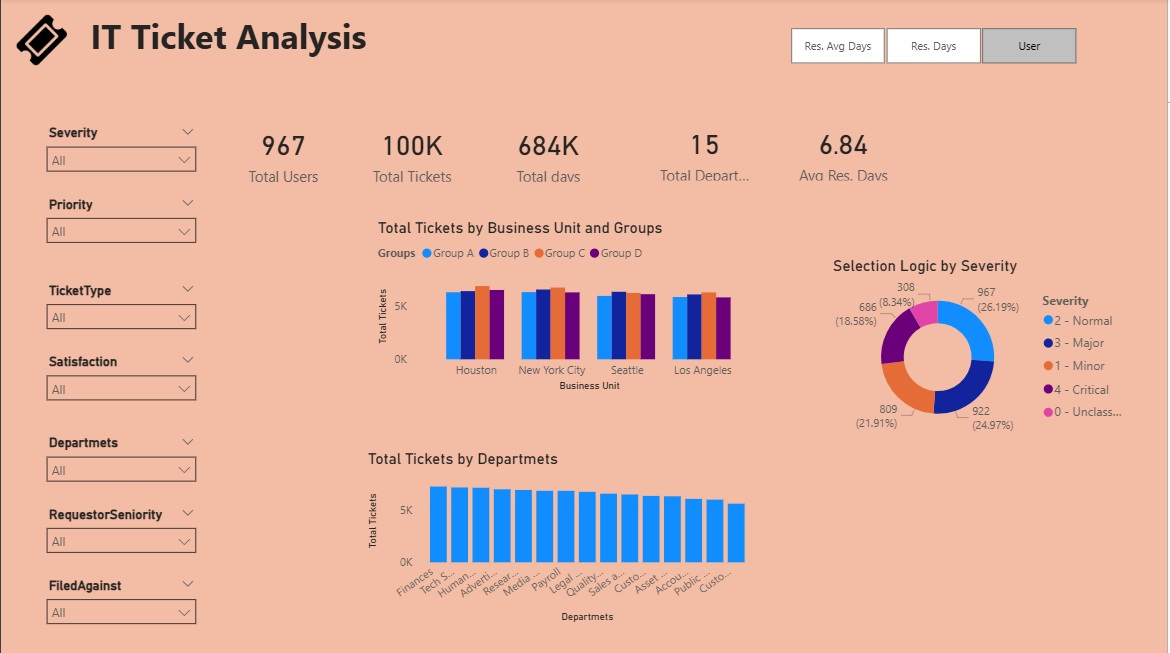 IT Ticket Analysis
Res. Avg Days
Res. Days
User
Severity
All
Priority
All
TicketType
All
Satisfaction
All
Departmets
All
RequestorSeniority
All
FiledAgainst
All
967
Total Users
100K
Total Tickets
684K
Total days
15
Total Depart...
6.84
Avg Res. Days
Total Tickets by Business Unit and Groups
Groups Group A Group B Group C Group D
Total Tickets
5K
0K
Houston New York City Seattle Los Angeles
Business Unit
Selection Logic by Severity
308
(8.34%)
967
(26.19%)
686
(18.58%)
809
(21.91%)
922
(24.97%)
Severity
2 - Normal
3 - Major
1 - Minor
4 - Critical
0 - Unclass...
Total Tickets by Departmets
Total Tickets
5K
0K
Finances
Tech S...
Human...
Adverti...
Resear...
Media ...
Payroll
Legal ...
Quality...
Sales a...
Custo...
Asset ...
Accou...
Public ...
Custo...
Departmets